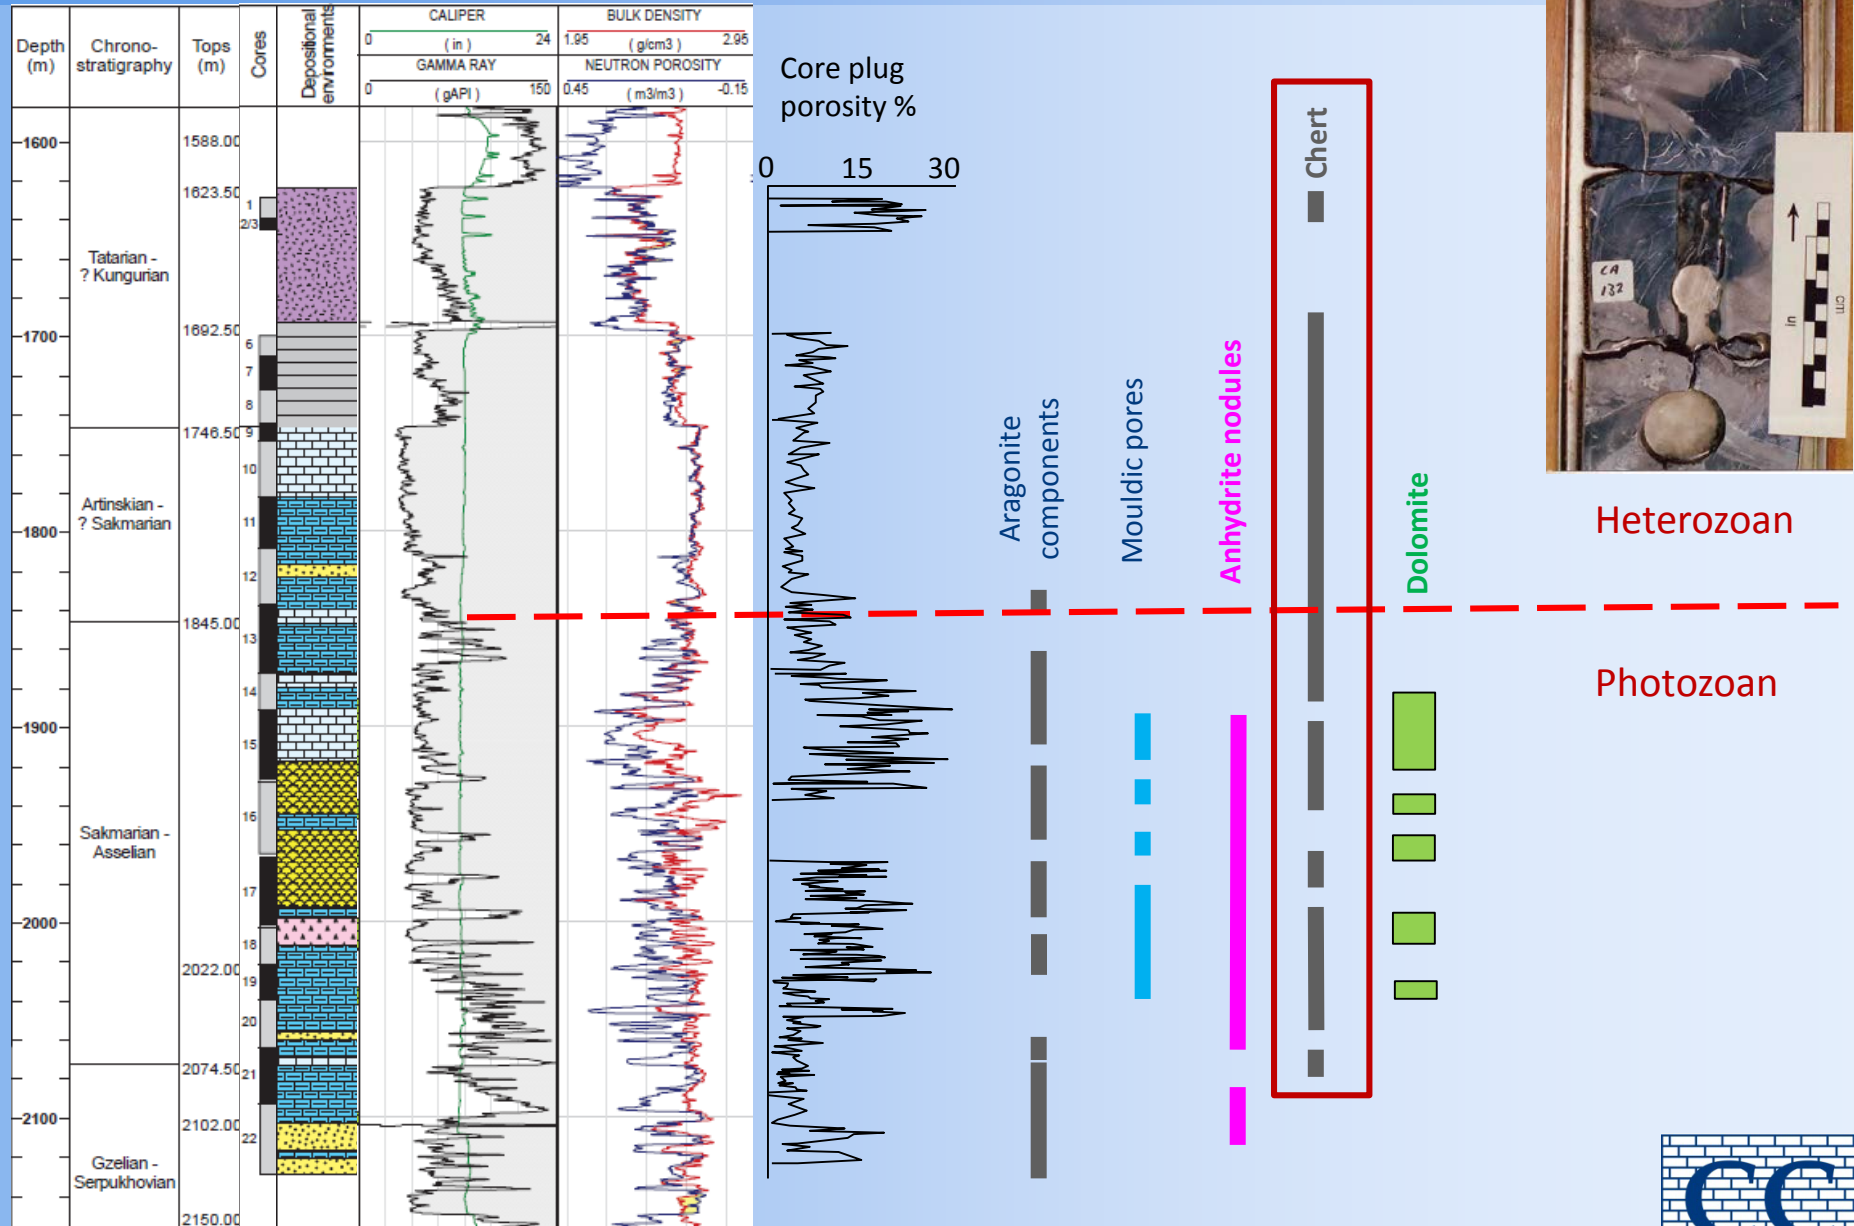 Depth
(m)
Chrono-
stratigraphy
Tops
(m)
Cores
Depositional
environments
CALIPER
0
( in )
24
GAMMA RAY
0
( gAPI )
150
BULK DENSITY
1.95
( g/cm3 )
2.95
NEUTRON POROSITY
0.45
( m3/m3 )
-0.15
Core plug
porosity %
0
15
30
Aragonite
components
Mouldic pores
Anhydrite nodules
Chert
Dolomite
Heterozoan
Photozoan
1600
1700
1800
1900
2000
2100
Tatarian -
? Kungurian
Artinskian -
? Sakmarian
Sakmarian -
Asselian
Gzelian -
Serpukhovian
1588.00
1623.50
1692.50
1746.50
1845.00
2022.00
2074.50
2102.00
2150.00
1
2/3
6
7
8
9
10
11
12
13
14
15
16
17
18
19
20
21
22
CA
132
in
cm
CC